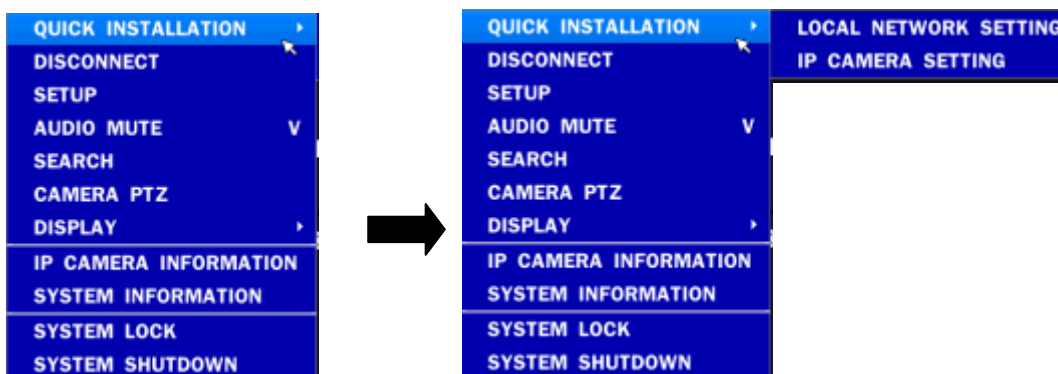 QUICK INSTALLATION
DISCONNECT
SETUP
AUDIO MUTE V
SEARCH
CAMERA PTZ
DISPLAY
IP CAMERA INFORMATION
SYSTEM INFORMATION
SYSTEM LOCK
SYSTEM SHUTDOWN
QUICK INSTALLATION
DISCONNECT
SETUP
AUDIO MUTE V
SEARCH
CAMERA PTZ
DISPLAY
IP CAMERA INFORMATION
SYSTEM INFORMATION
SYSTEM LOCK
SYSTEM SHUTDOWN
LOCAL NETWORK SETTING
IP CAMERA SETTING